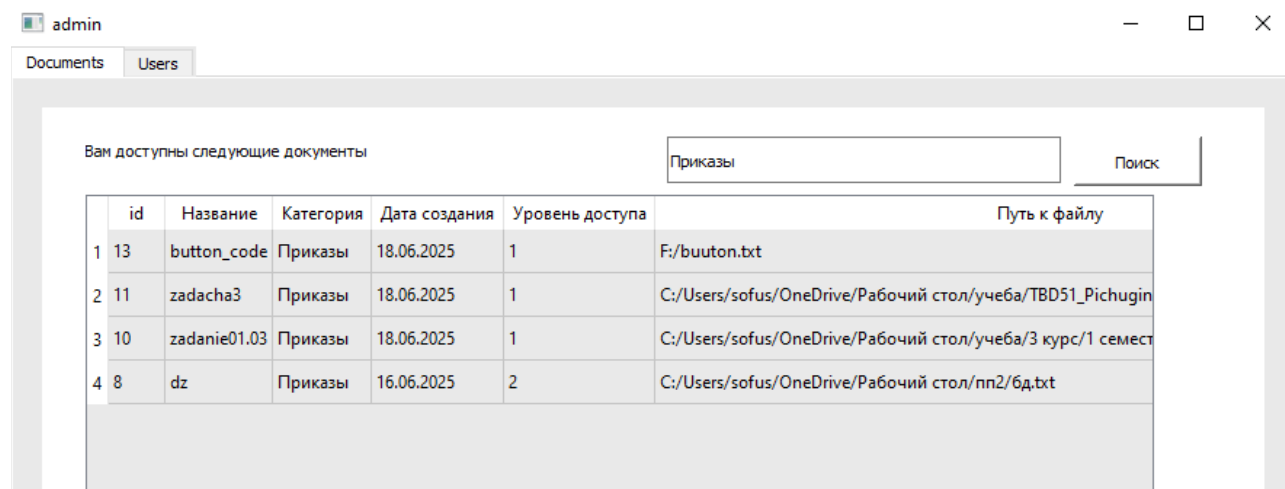 admin
Documents Users
Вам доступны следующие документы Приказы Поиск
id Название Категория Дата создания Уровень доступа Путь к файлу
1 13 button_code Приказы 18.06.2025 1 F:/buuton.txt
2 11 zadacha3 Приказы 18.06.2025 1 C:/Users/sofus/OneDrive/Рабочий стол/учеба/TBD51_Pichugin
3 10 zadanie01.03 Приказы 18.06.2025 1 C:/Users/sofus/OneDrive/Рабочий стол/учеба/3 курс/1 семест
4 8 dz Приказы 16.06.2025 2 C:/Users/sofus/OneDrive/Рабочий стол/пп2/бд.txt